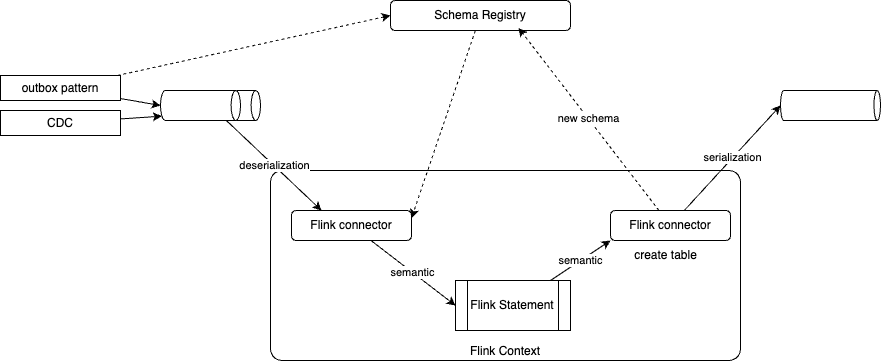 Schema Registry
outbox pattern
CDC
new schema
deserialization
serialization
Flink connector
Flink connector
create table
semantic
semantic
Flink Statement
Flink Context